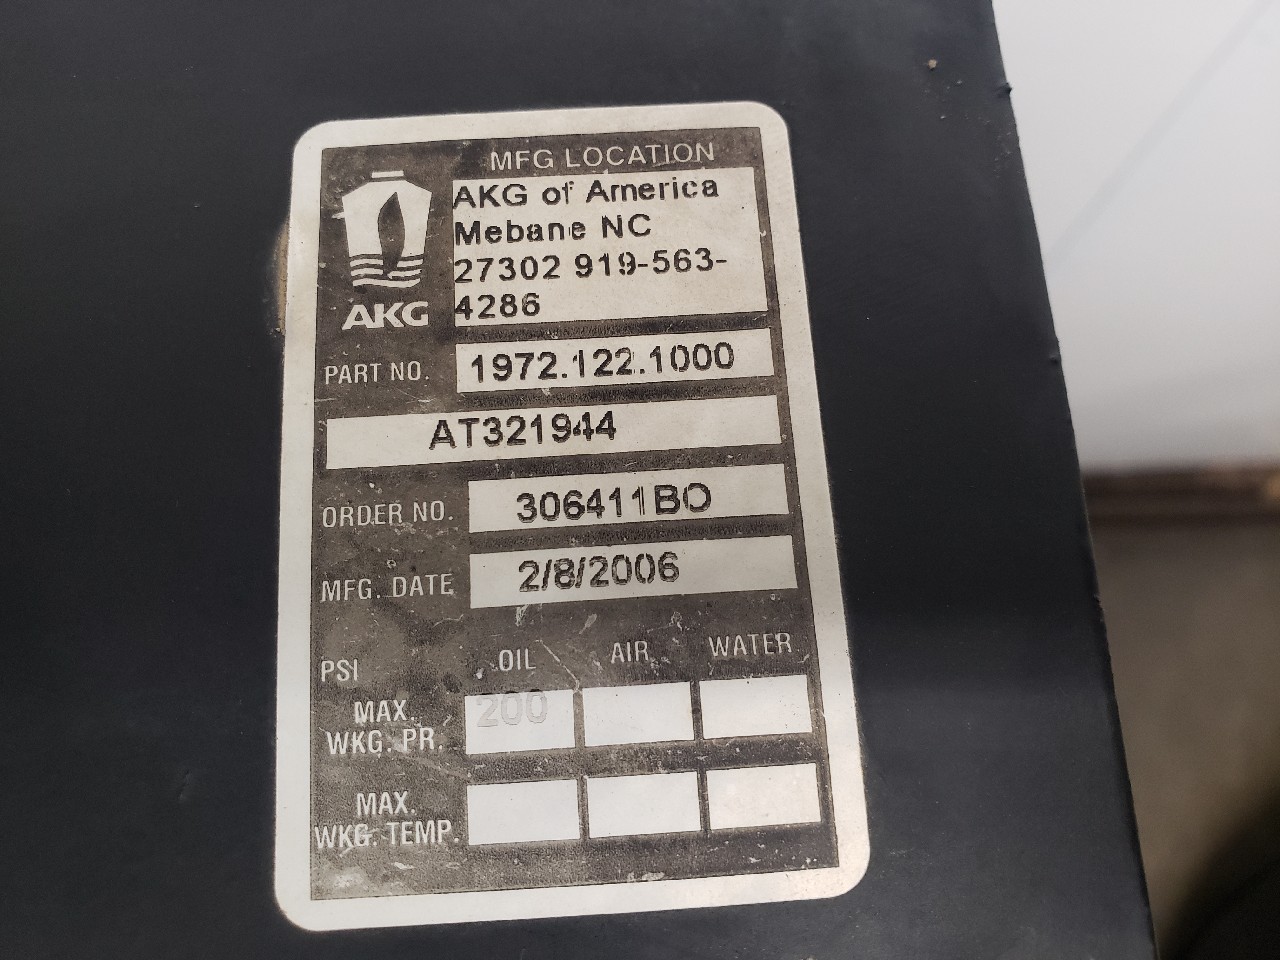 MFG LOCATION
AKG of America
Mebane NC
27302 919-563-
4286
AKG
PART NO. 1972.122.1000
AT321944
ORDER NO. 306411BO
MFG. DATE 2/8/2006
PSI OIL AIR WATER
MAX. 200
WKG. PR.
MAX.
WKG. TEMP.